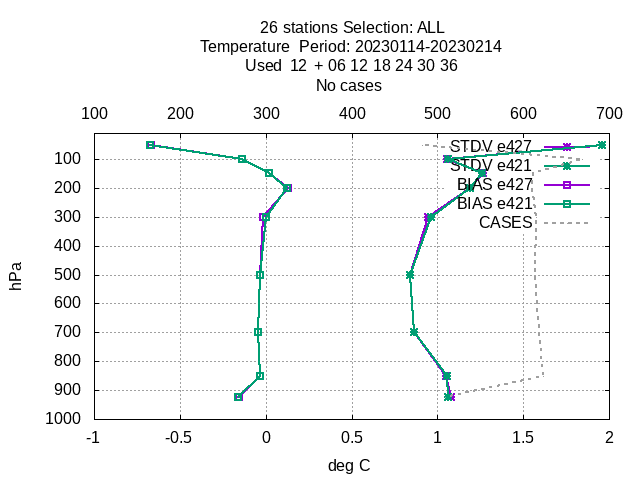 26 stations Selection: ALL
Temperature  Period: 20230114-20230214
Used  12  + 06 12 18 24 30 36
No cases
100 200 300 400 500 600 700
STDV e427
STDV e421
BIAS e427
BIAS e421
CASES
100
200
300
400
500
600
700
800
900
1000
hPa
-1 -0.5 0 0.5 1 1.5 2
deg C